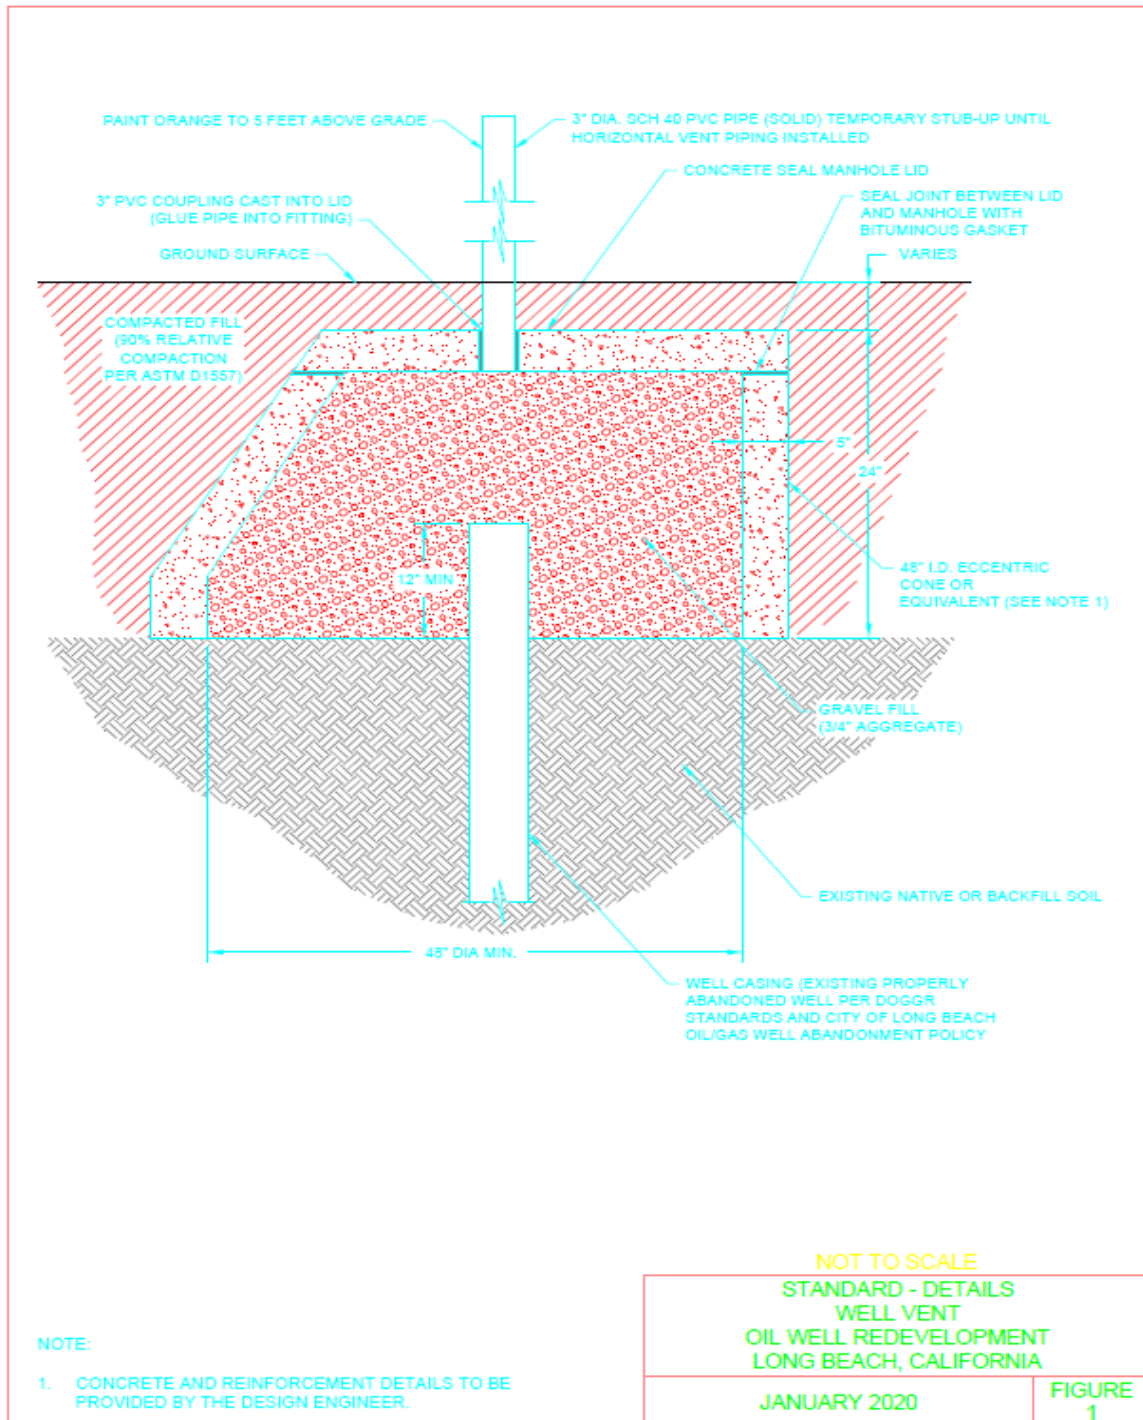 PAINT ORANGE TO 5 FEET ABOVE GRADE
3" DIA. SCH 40 PVC PIPE (SOLID) TEMPORARY STUB-UP UNTIL
HORIZONTAL VENT PIPING INSTALLED
CONCRETE SEAL MANHOLE LID
3" PVC COUPLING CAST INTO LID
(GLUE PIPE INTO FITTING)
SEAL JOINT BETWEEN LID
AND MANHOLE WITH
BITUMINOUS GASKET
GROUND SURFACE
VARIES
COMPACTED FILL
(90% RELATIVE
COMPACTION
PER ASTM D1557)
5"
24"
12" MIN
48" I.D. ECCENTRIC
CONE OR
EQUIVALENT (SEE NOTE 1)
GRAVEL FILL
(3/4" AGGREGATE)
EXISTING NATIVE OR BACKFILL SOIL
48" DIA MIN.
WELL CASING (EXISTING PROPERLY
ABANDONED WELL PER DOGGR
STANDARDS AND CITY OF LONG BEACH
OIL/GAS WELL ABANDONMENT POLICY
NOT TO SCALE
STANDARD - DETAILS
WELL VENT
OIL WELL REDEVELOPMENT
LONG BEACH, CALIFORNIA
JANUARY 2020
FIGURE
1
NOTE:
1. CONCRETE AND REINFORCEMENT DETAILS TO BE
PROVIDED BY THE DESIGN ENGINEER.